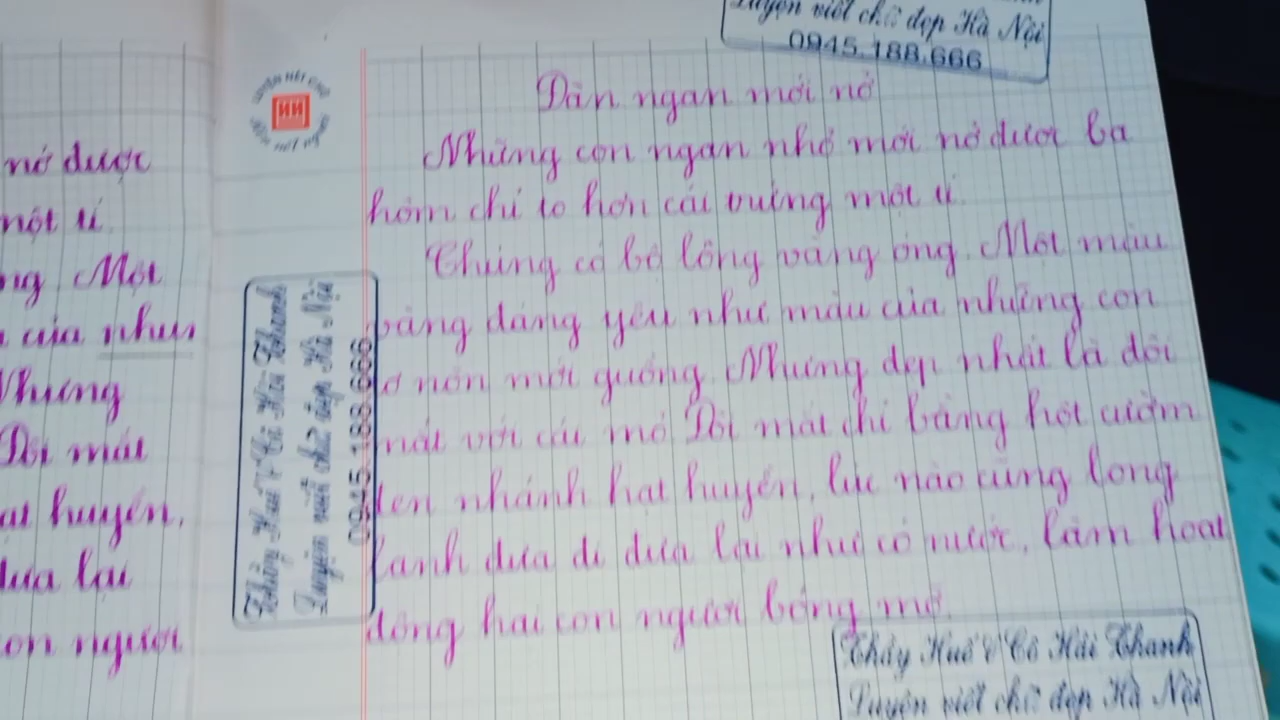 Luyện viết chữ đẹp Hà Nội
0945.188.666
Đàn ngan mới nở
Những con ngan nhỏ mới nở được ba
hôm chỉ to hơn cái trứng một tí.
Chúng có bộ lông vàng óng. Một màu
vàng đáng yêu như màu của những con
tơ nõn mới guồng. Nhưng đẹp nhất là đôi
mắt với cái mỏ. Đôi mắt chỉ bằng hột cườm
đen nhánh hạt huyền, lúc nào cũng long
lanh đưa đi đưa lại như có nước, làm hoạt
động hai con ngươi bóng mỡ.
nở được
một tí.
Một
của như
Nhưng
Đôi mắt
hạt huyền,
đưa lại
con ngươi
Thầy Huế & Cô Hải Thanh
Luyện viết chữ đẹp Hà Nội
0945.188.666
Thầy Huế & Cô Hải Thanh
Luyện viết chữ đẹp Hà Nội